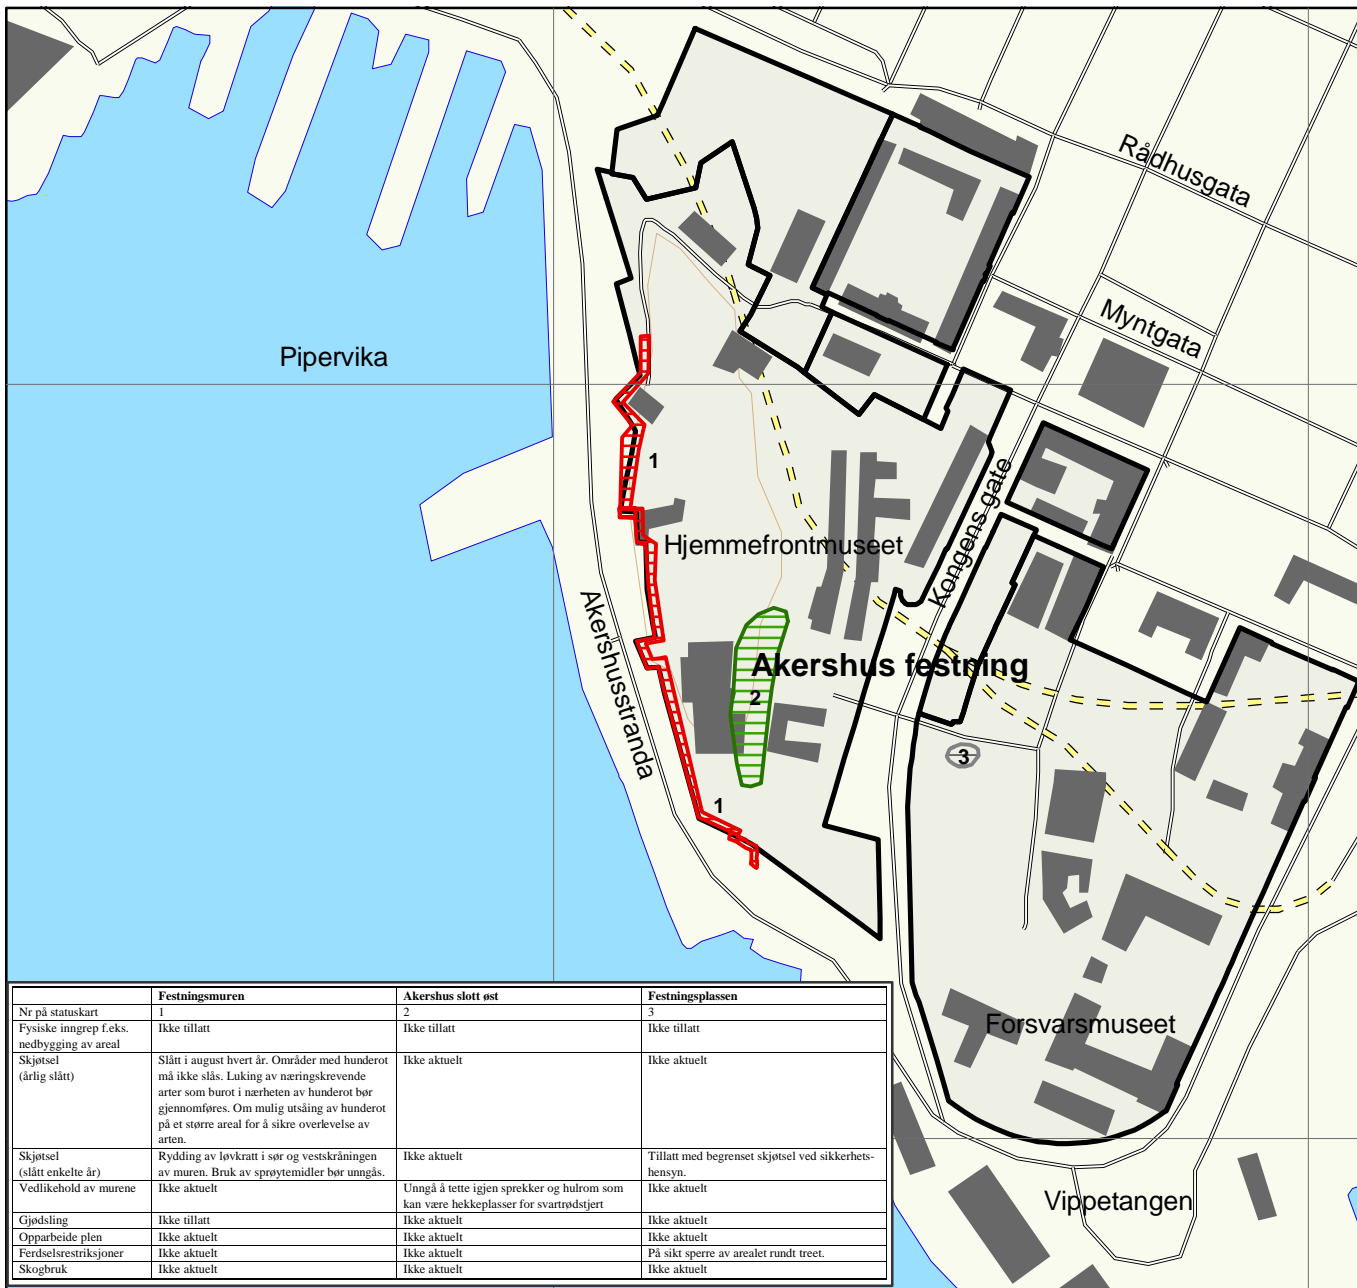 Rådhusgata
Myntgata
Pipervika
1
Kongens gate
Hjemmefrontmuseet
Akershusstranda
Akershus festning
2
3
1
Forsvarsmuseet
Vippetangen
Festningsmuren Akershus slott øst Festningsplassen
Nr på statuskart 1 2 3
Fysiske inngrep f.eks. Ikke tillatt Ikke tillatt Ikke tillatt
nedbygging av areal
Skjøtsel Slått i august hvert år. Områder med hunderot Ikke aktuelt Ikke aktuelt
(årlig slått) må ikke slås. Luking av næringskrevende
arter som burot i nærheten av hunderot bør
gjennomføres. Om mulig utsåing av hunderot
på et større areal for å sikre overlevelse av
arten.
Skjøtsel Rydding av løvkratt i sør og vestskråningen Ikke aktuelt Tillatt med begrenset skjøtsel ved sikkerhets-
(slått enkelte år) av muren. Bruk av sprøytemidler bør unngås. hensyn.
Vedlikehold av murene Ikke aktuelt Unngå å tette igjen sprekker og hulrom som Ikke aktuelt
kan være hekkeplasser for svartrødstjert
Gjødsling Ikke tillatt Ikke aktuelt Ikke aktuelt
Opparbeide plen Ikke aktuelt Ikke aktuelt Ikke aktuelt
Ferdselsrestriksjoner Ikke aktuelt Ikke aktuelt På sikt sperre av arealet rundt treet.
Skogbruk Ikke aktuelt Ikke aktuelt Ikke aktuelt